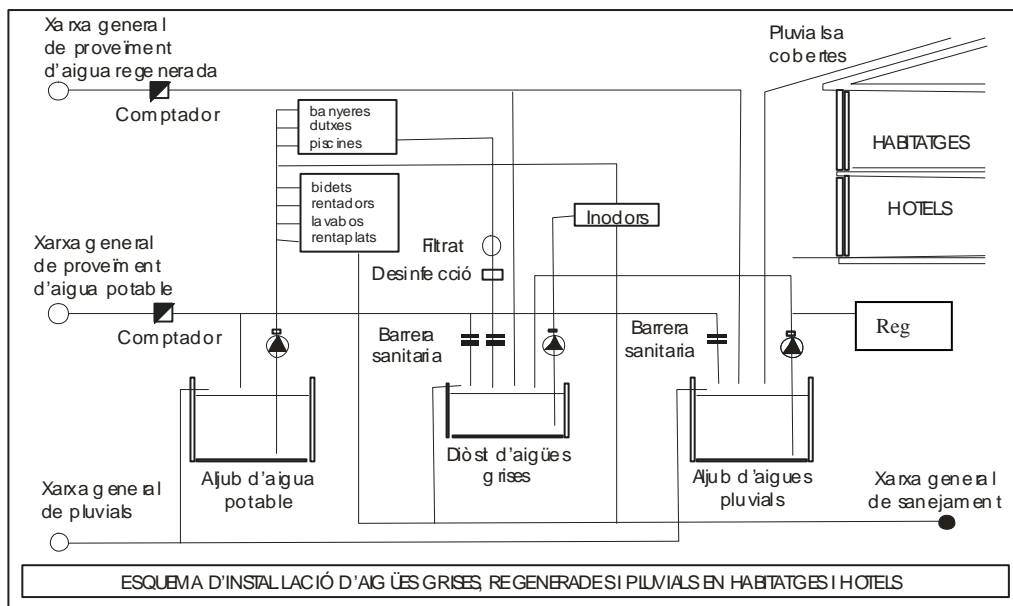 Xarxa general
de proveïment
d'aigua regenerada
Comptador
Pluvials a
cobertes
banyeres
dutxes
piscines
HABITATGES
bidets
rentadors
lavabos
rentaplats
Inodors
HOTELS
Xarxa general
de proveïment
d'aigua potable
Filtrat
Desinfecció
Comptador
Barrera
sanitaria
Barrera
sanitaria
Reg
Aljub d'aigua
potable
Diòst d'aigües
grises
Aljub d'aigues
pluvials
Xarxa general
de pluvials
Xarxa general
de sanejament
ESQUEMA D'INSTAL·LACIÓ D'AIGÜES GRISES, REGENERADES I PLUVIALS EN HABITATGES I HOTELS